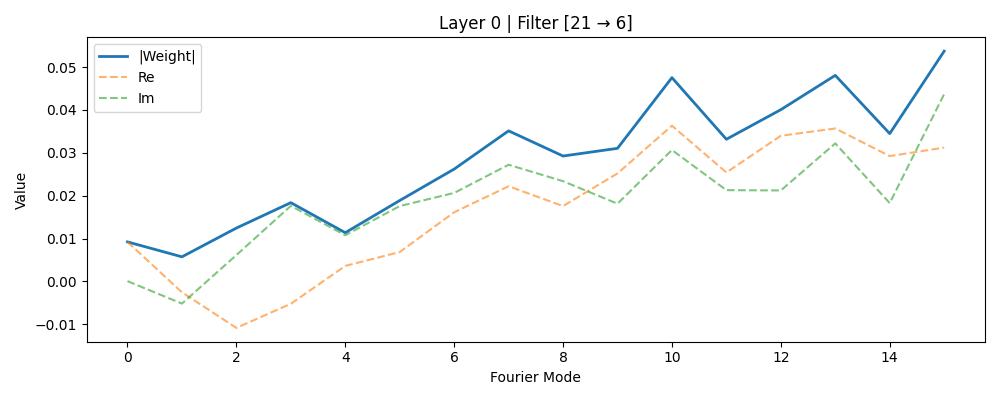 Layer 0 | Filter [21 → 6]
|Weight|
Re
Im
Value
0.05
0.04
0.03
0.02
0.01
0.00
−0.01
0 2 4 6 8 10 12 14
Fourier Mode